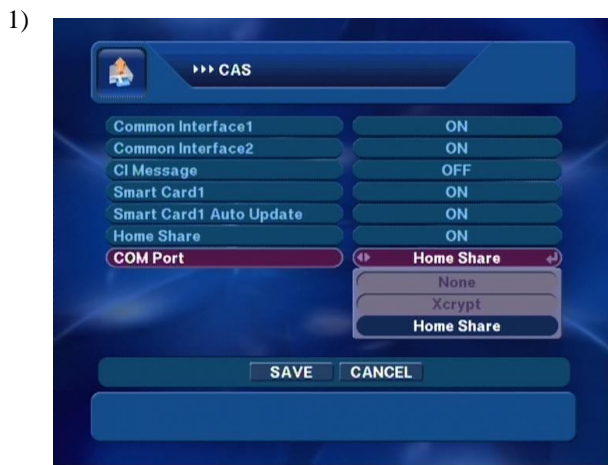 1)
CAS
Common Interface1 ON
Common Interface2 ON
CI Message OFF
Smart Card1 ON
Smart Card1 Auto Update ON
Home Share ON
COM Port Home Share
None
Xcrypt
Home Share
SAVE CANCEL